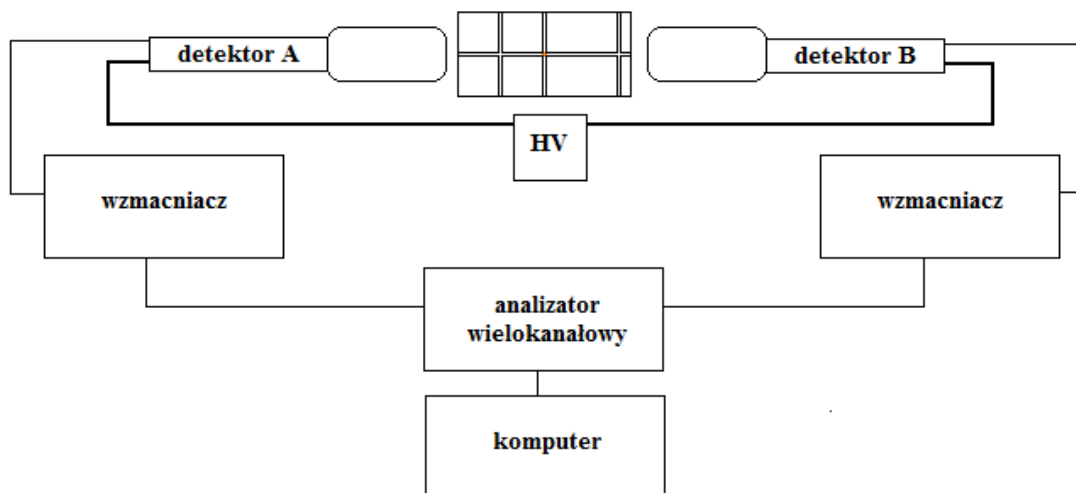 detektor A
detektor B
HV
wzmacniacz
wzmacniacz
analizator
wielokanałowy
komputer